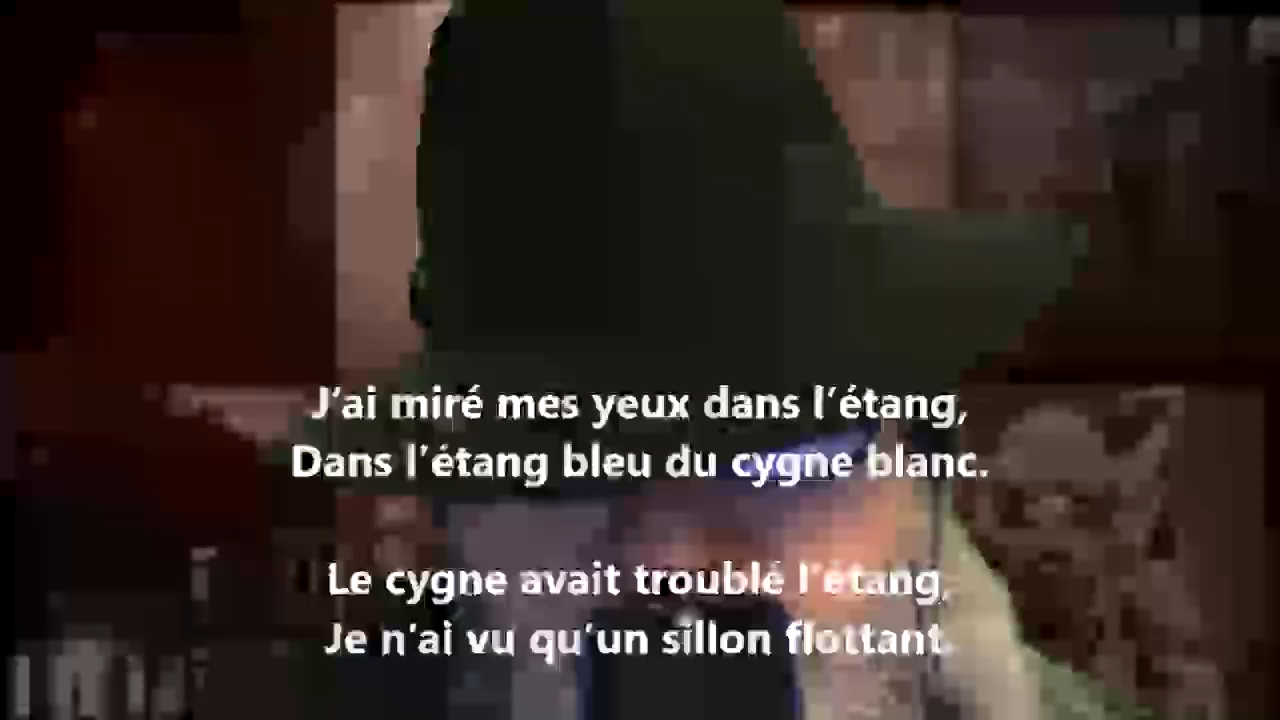 J'ai miré mes yeux dans l'étang,
Dans l'étang bleu du cygne blanc.
Le cygne avait troublé l'étang,
Je n'ai vu qu'un sillon flottant.